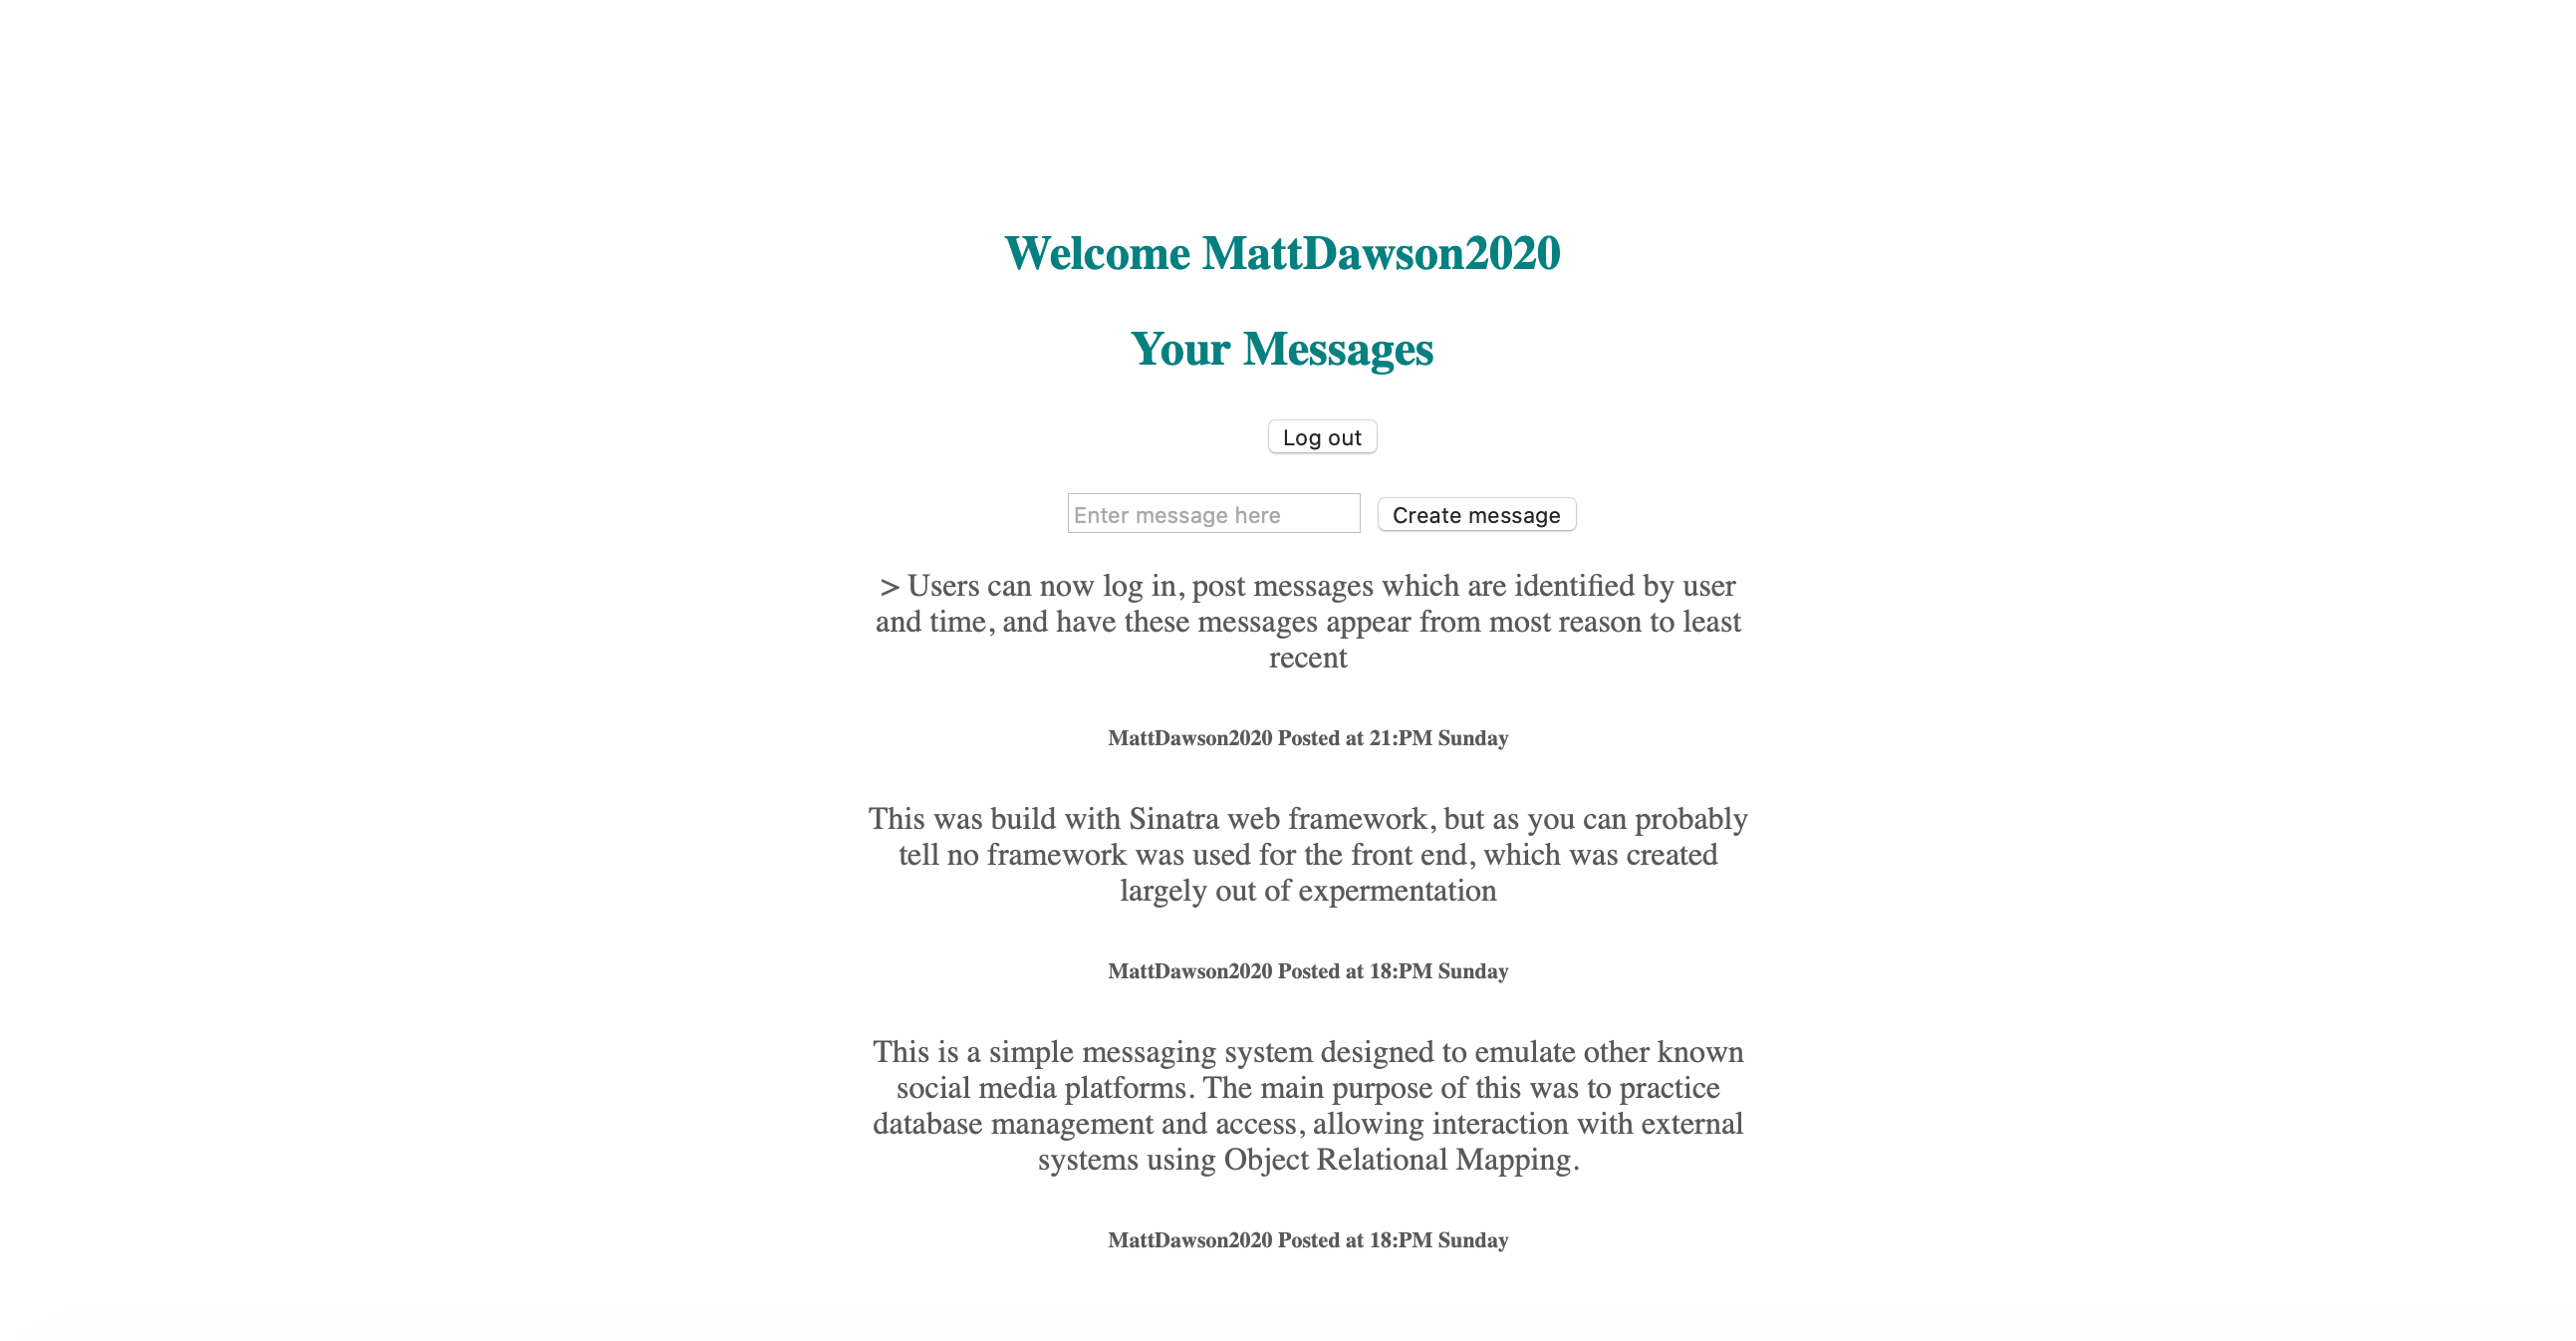 Welcome MattDawson2020
Your Messages
Log out
Enter message here Create message
> Users can now log in, post messages which are identified by user
and time, and have these messages appear from most reason to least
recent
MattDawson2020 Posted at 21:PM Sunday
This was build with Sinatra web framework, but as you can probably
tell no framework was used for the front end, which was created
largely out of expermentation
MattDawson2020 Posted at 18:PM Sunday
This is a simple messaging system designed to emulate other known
social media platforms. The main purpose of this was to practice
database management and access, allowing interaction with external
systems using Object Relational Mapping.
MattDawson2020 Posted at 18:PM Sunday